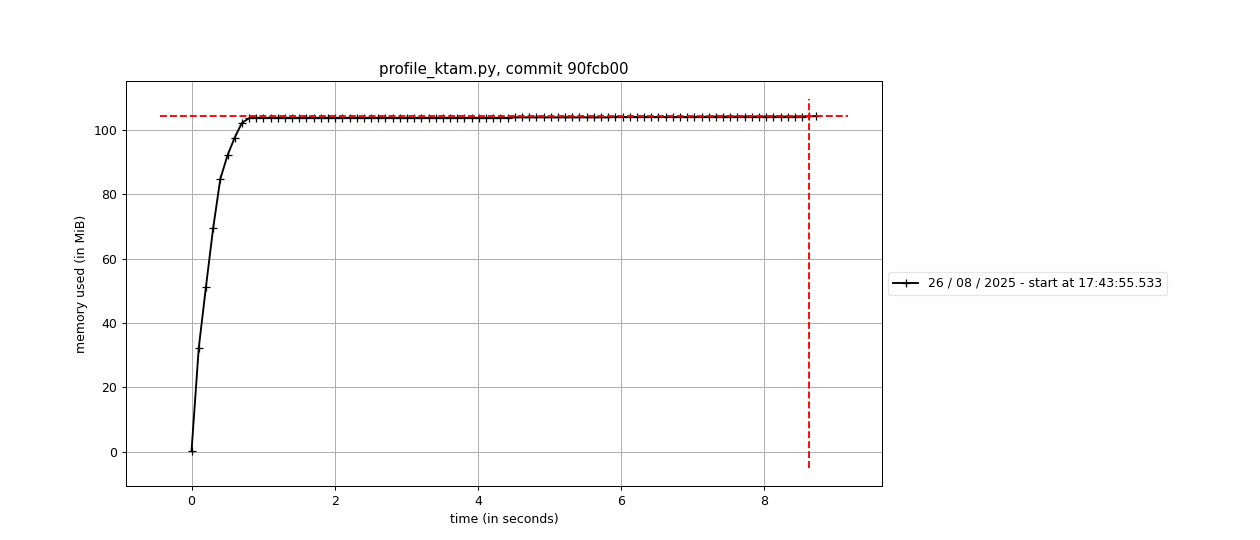 profile_ktam.py, commit 90fcb00
100
80
60
40
20
0
memory used (in MiB)
0 2 4 6 8
time (in seconds)
26 / 08 / 2025 - start at 17:43:55.533